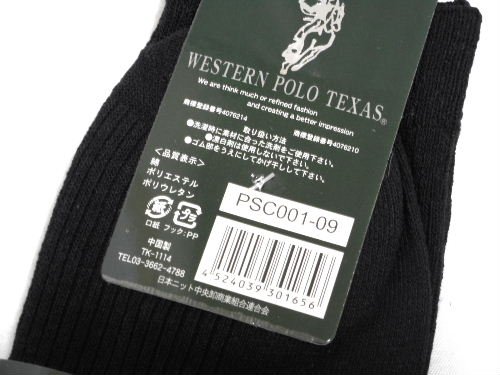 WESTERN POLO TEXAS®
We are think much or refined fashion
and creating a better impression
商標登録番号4076214 商標登録番号4076210
取り扱い方法
●洗濯時に素材に合った洗剤をご使用下さい。
●漂白剤は使用しないで下さい。
●ゴム部をうえにしてかげ干しして下さい。
《品質表示》
綿
ポリエステル
ポリウレタン
PSC001-09
紙 プラ
口紙 フック:PP
中国製
TK-1114
TEL03-3662-4788
4 524039 301656
日本ニット中央卸商業組合連合会